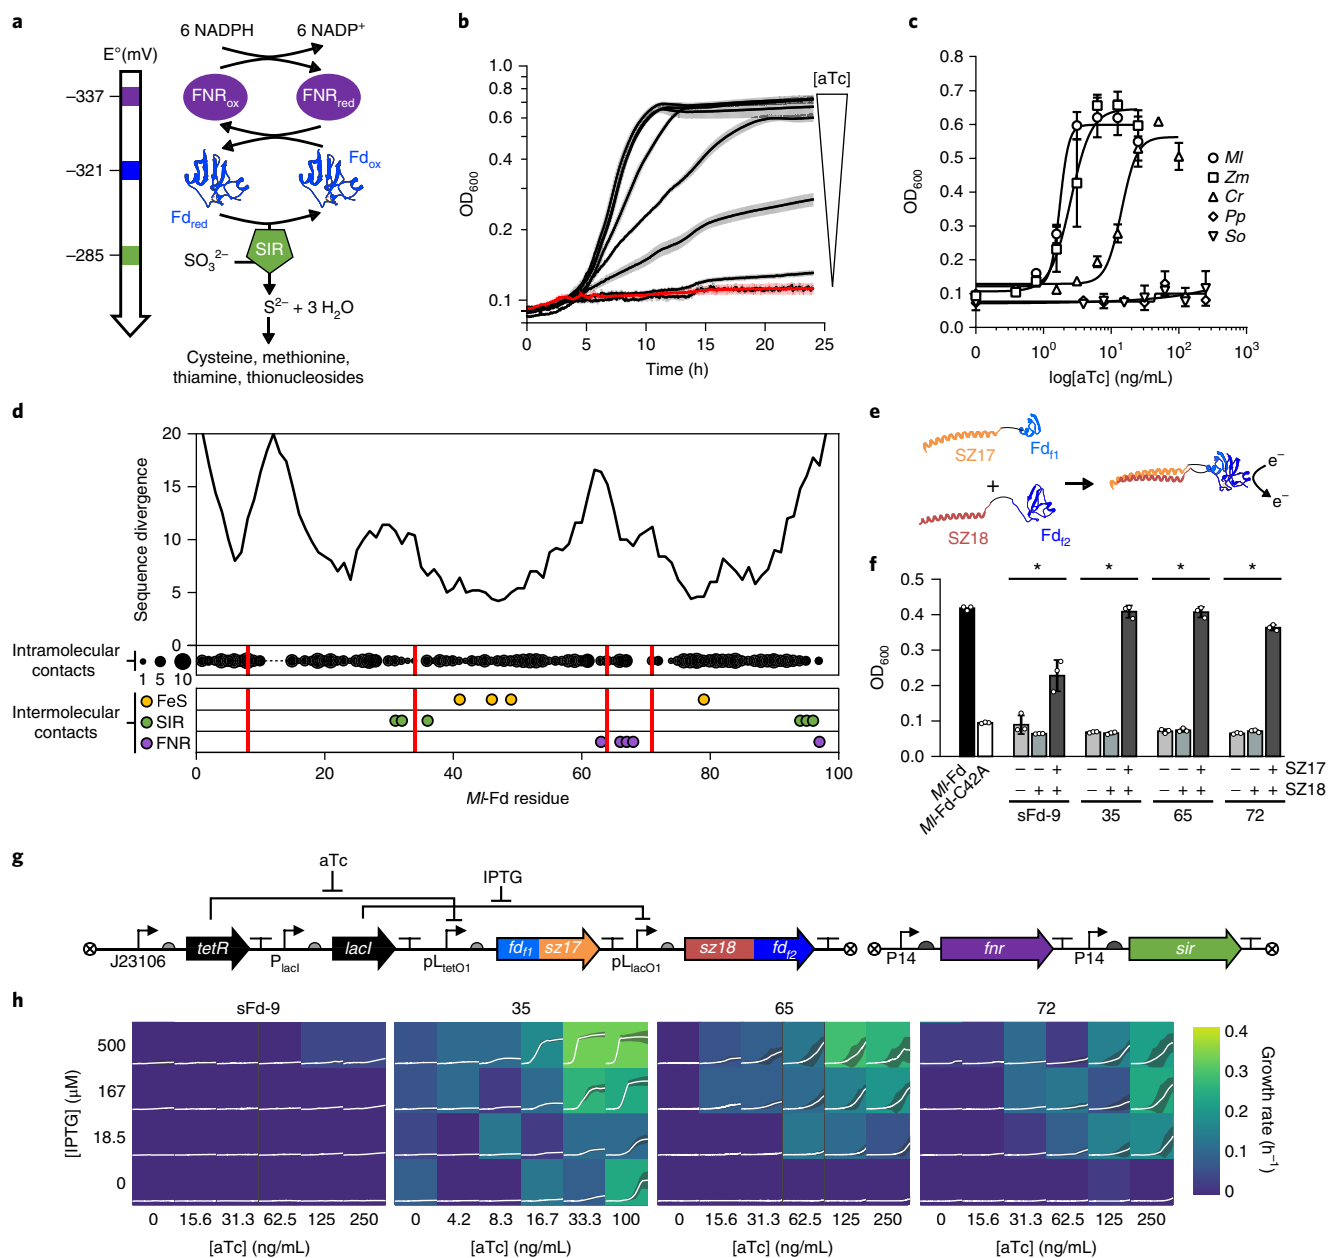 a
E°(mV)
–337
–321
–285
6 NADPH 6 NADP+
FNRox FNRred
Fdox
Fdred
SIR
SO3 2–
S2– + 3 H2O
Cysteine, methionine,
thiamine, thionucleosides
b
OD600
1.0
0.8
0.6
0.4
0.2
0.1
0 5 10 15 20 25
Time (h)
[aTc]
c
OD600
0.8
0.7
0.6
0.5
0.4
0.3
0.2
0.1
0
0 10^0 10^1 10^2 10^3
log[aTc] (ng/mL)
Ml
Zm
Cr
Pp
So
d
Sequence divergence
20
15
10
5
0
Intramolecular
contacts
1 5 10
Intermolecular
contacts
FeS
SIR
FNR
0 20 40 60 80 100
Ml-Fd residue
e
SZ17
Fdf1
+
SZ18
Fdf2
e–
e–
f
OD600
0.5
0.4
0.3
0.2
0.1
0
* * * *
Ml-Fd
Ml-Fd-C42A
– – + – – + – – + – – + SZ17
– + + – + + – + + – + + SZ18
sFd-9 35 65 72
g
aTc
IPTG
tetR lacI fdf1 sz17 sz18 fdf2 fnr sir
J23106 PlacI pLtetO1 pLlacO1 P14 P14
h
sFd-9 35 65 72
[IPTG] (μM)
500
167
18.5
0
0 15.6 31.3 62.5 125 250
[aTc] (ng/mL)
0 4.2 8.3 16.7 33.3 100
[aTc] (ng/mL)
0 15.6 31.3 62.5 125 250
[aTc] (ng/mL)
0 15.6 31.3 62.5 125 250
[aTc] (ng/mL)
0.4
0.3
0.2
0.1
0
Growth rate (h–1)